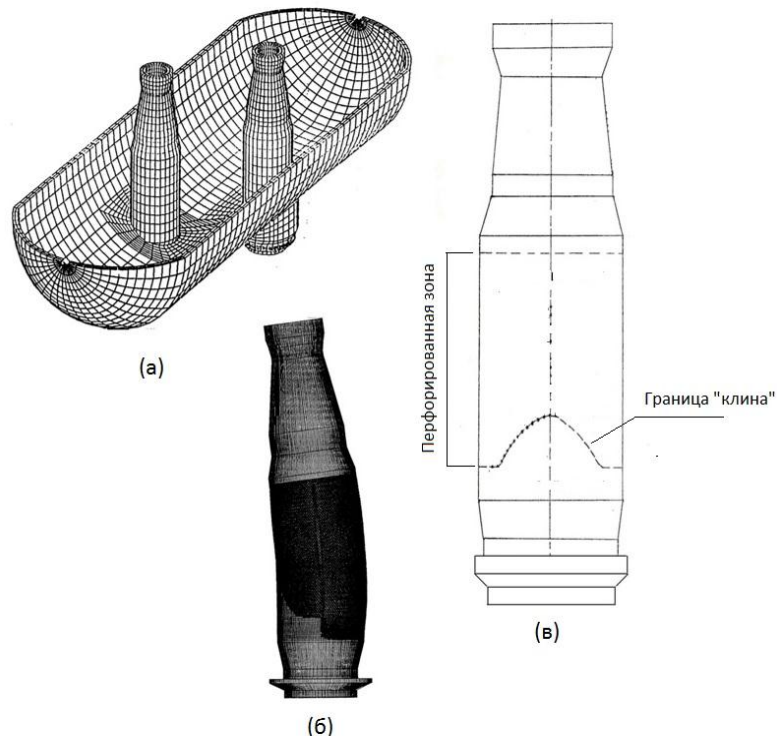 (а)
(б)
Перфорированная зона
Граница "клина"
(в)